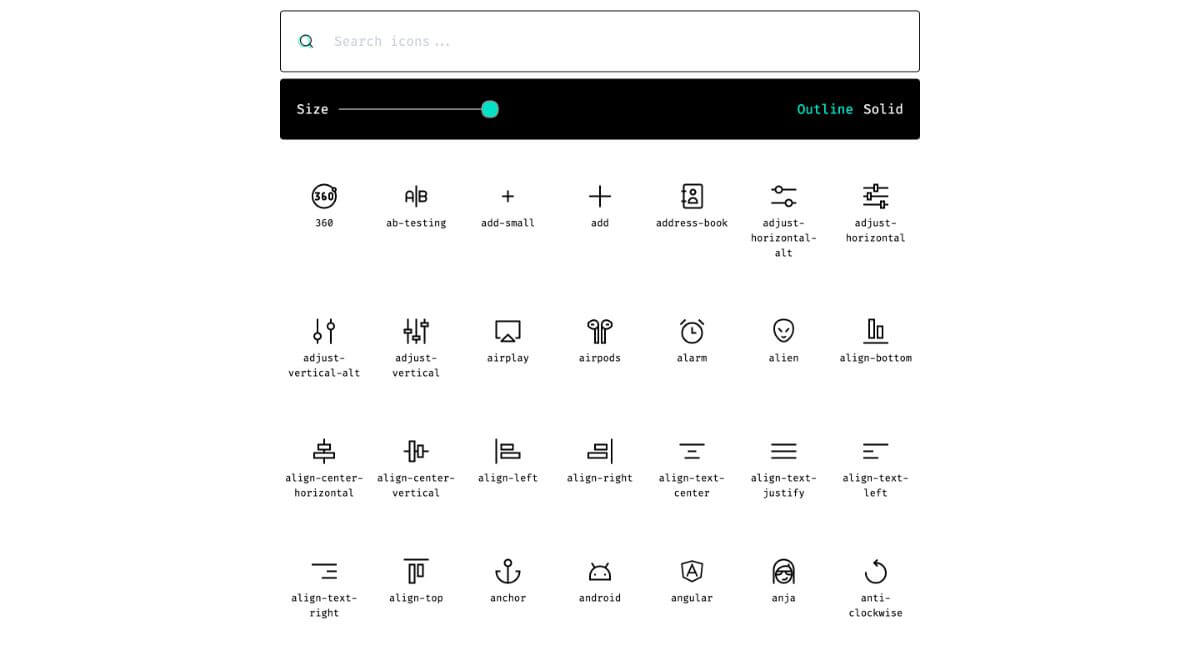 Search icons...
Size Outline Solid
360
A|B
360 ab-testing add-small add address-book adjust- adjust-
horizontal- horizontal
alt
adjust- adjust- airplay airpods alarm alien align-bottom
vertical-alt vertical
align-center- align-center- align-left align-right align-text- align-text- align-text-
horizontal vertical center justify left
A
align-text- align-top anchor android angular anja anti-
right clockwise